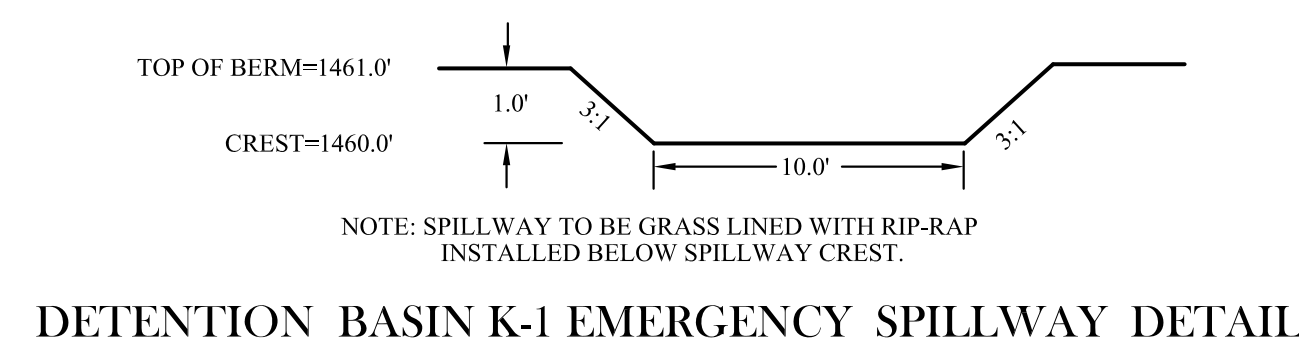 TOP OF BERM=1461.0'
1.0'
3:1
3:1
CREST=1460.0'
10.0'
NOTE: SPILLWAY TO BE GRASS LINED WITH RIP-RAP
INSTALLED BELOW SPILLWAY CREST.
DETENTION BASIN K-1 EMERGENCY SPILLWAY DETAIL